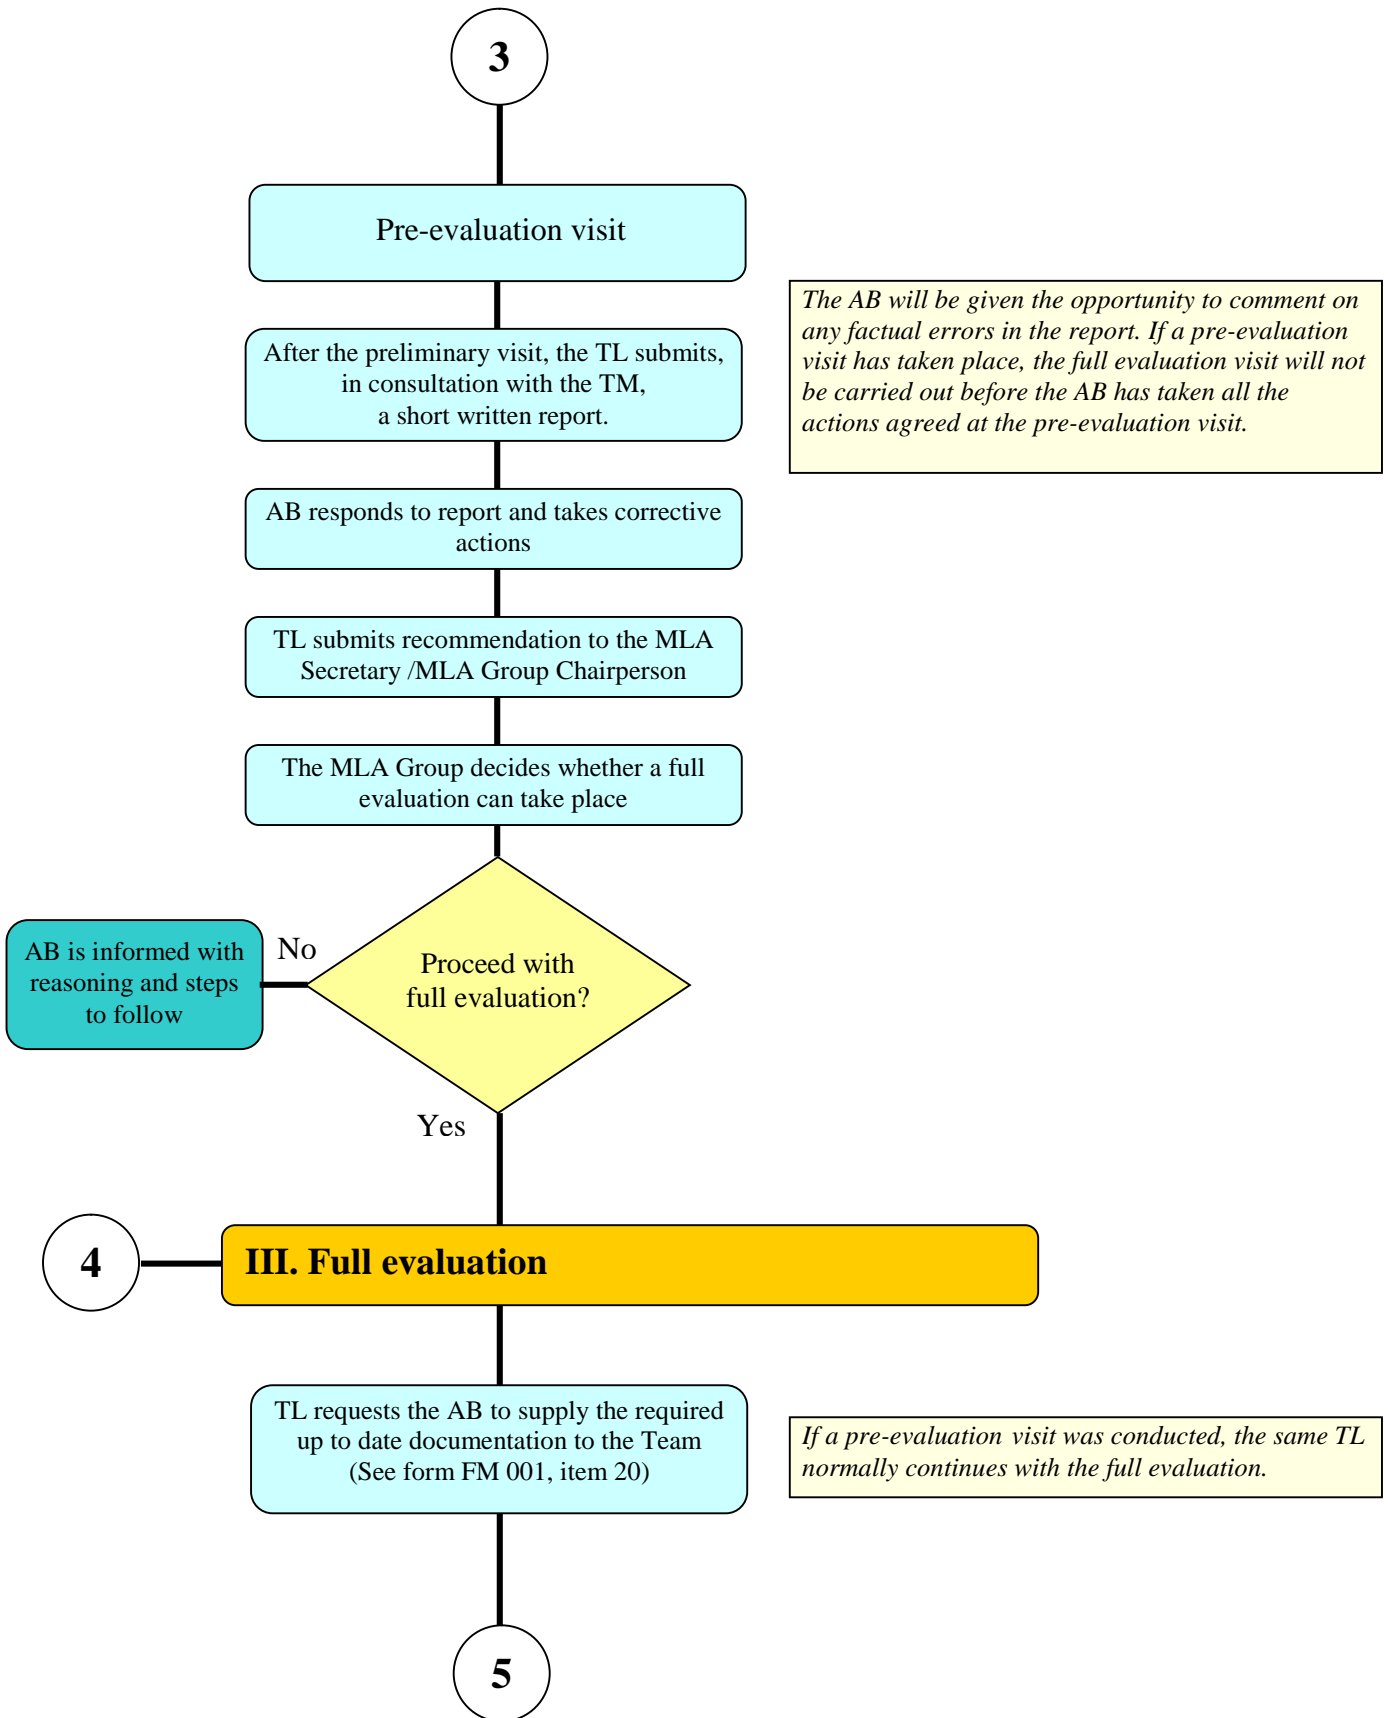 3
Pre-evaluation visit
After the preliminary visit, the TL submits,
in consultation with the TM,
a short written report.
The AB will be given the opportunity to comment on
any factual errors in the report. If a pre-evaluation
visit has taken place, the full evaluation visit will not
be carried out before the AB has taken all the
actions agreed at the pre-evaluation visit.
AB responds to report and takes corrective
actions
TL submits recommendation to the MLA
Secretary /MLA Group Chairperson
The MLA Group decides whether a full
evaluation can take place
Proceed with
full evaluation?
No
AB is informed with
reasoning and steps
to follow
Yes
4
III. Full evaluation
TL requests the AB to supply the required
up to date documentation to the Team
(See form FM 001, item 20)
If a pre-evaluation visit was conducted, the same TL
normally continues with the full evaluation.
5